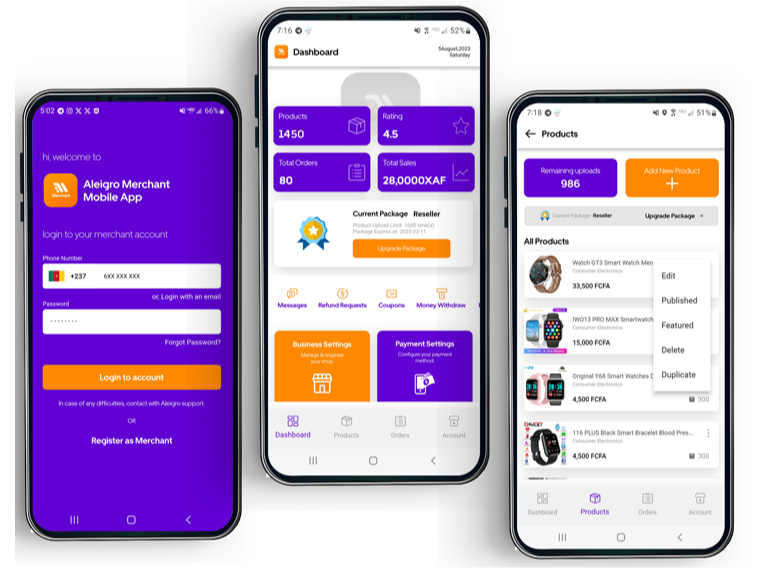 5:02
66%
hi, welcome to
Merchant
Aleigro Merchant
Mobile App
login to your merchant account
Phone Number
+237 6XX XXX XXX
or, Login with an email
Password
Forgot Password?
Login to account
In case of any difficulties, contact with Aleigro support.
OR
Register as Merchant
7:16
52%
Dashboard
5August,2023
Saturday
Products
1450
Rating
4.5
Total Orders
80
Total Sales
28,0000XAF
Current Package Reseller
Product Upload Limit: 1000 time(s)
Package Expires at: 2025-02-11
Upgrade Package
Messages
Refund Requests
Coupons
Money Withdraw
Business Settings
Manage & organize
your shop.
Payment Settings
Configure your payment
method.
Dashboard
Products
Orders
Account
7:18
51%
Products
Remaining uploads
986
Add New Product
+
Current Package Reseller
Upgrade Package →
All Products
Watch GT3 Smart Watch Men
Consumer Electronics
33,500 FCFA
IWO13 PRO MAX Smartwatch
Consumer Electronics
15,000 FCFA
Original Y68 Smart Watches D
Consumer Electronics
4,500 FCFA
300
116 PLUS Black Smart Bracelet Blood Pres...
Consumer Electronics
4,500 FCFA
300
Edit
Published
Featured
Delete
Duplicate
Dashboard
Products
Orders
Account